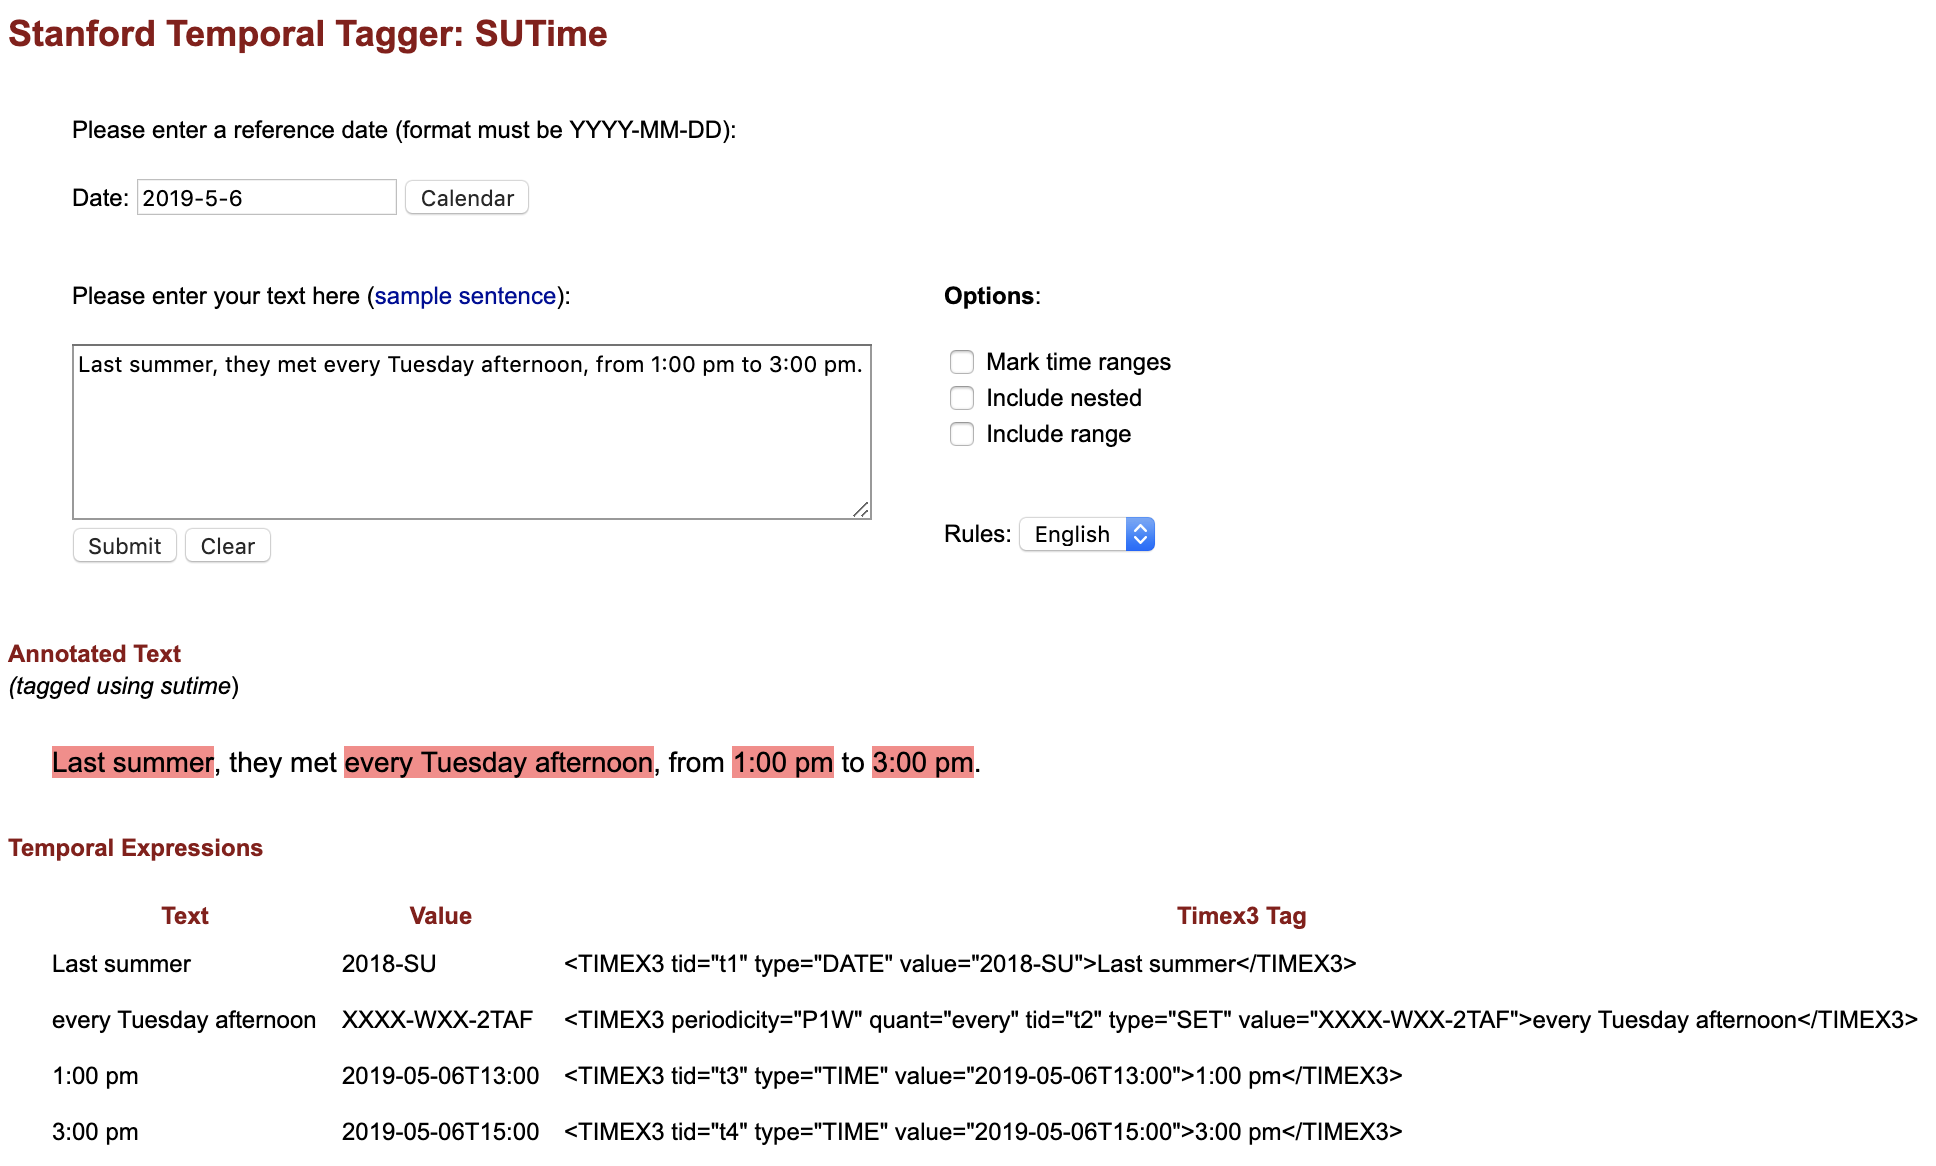 Stanford Temporal Tagger: SUTime
Please enter a reference date (format must be YYYY-MM-DD):
Date: 2019-5-6 Calendar
Please enter your text here (sample sentence):
Last summer, they met every Tuesday afternoon, from 1:00 pm to 3:00 pm.
Submit Clear
Options:
Mark time ranges
Include nested
Include range
Rules: English
Annotated Text
(tagged using sutime)
Last summer, they met every Tuesday afternoon, from 1:00 pm to 3:00 pm.
Temporal Expressions
Text Value Timex3 Tag
Last summer 2018-SU <TIMEX3 tid="t1" type="DATE" value="2018-SU">Last summer</TIMEX3>
every Tuesday afternoon XXXX-WXX-2TAF <TIMEX3 periodicity="P1W" quant="every" tid="t2" type="SET" value="XXXX-WXX-2TAF">every Tuesday afternoon</TIMEX3>
1:00 pm 2019-05-06T13:00 <TIMEX3 tid="t3" type="TIME" value="2019-05-06T13:00">1:00 pm</TIMEX3>
3:00 pm 2019-05-06T15:00 <TIMEX3 tid="t4" type="TIME" value="2019-05-06T15:00">3:00 pm</TIMEX3>